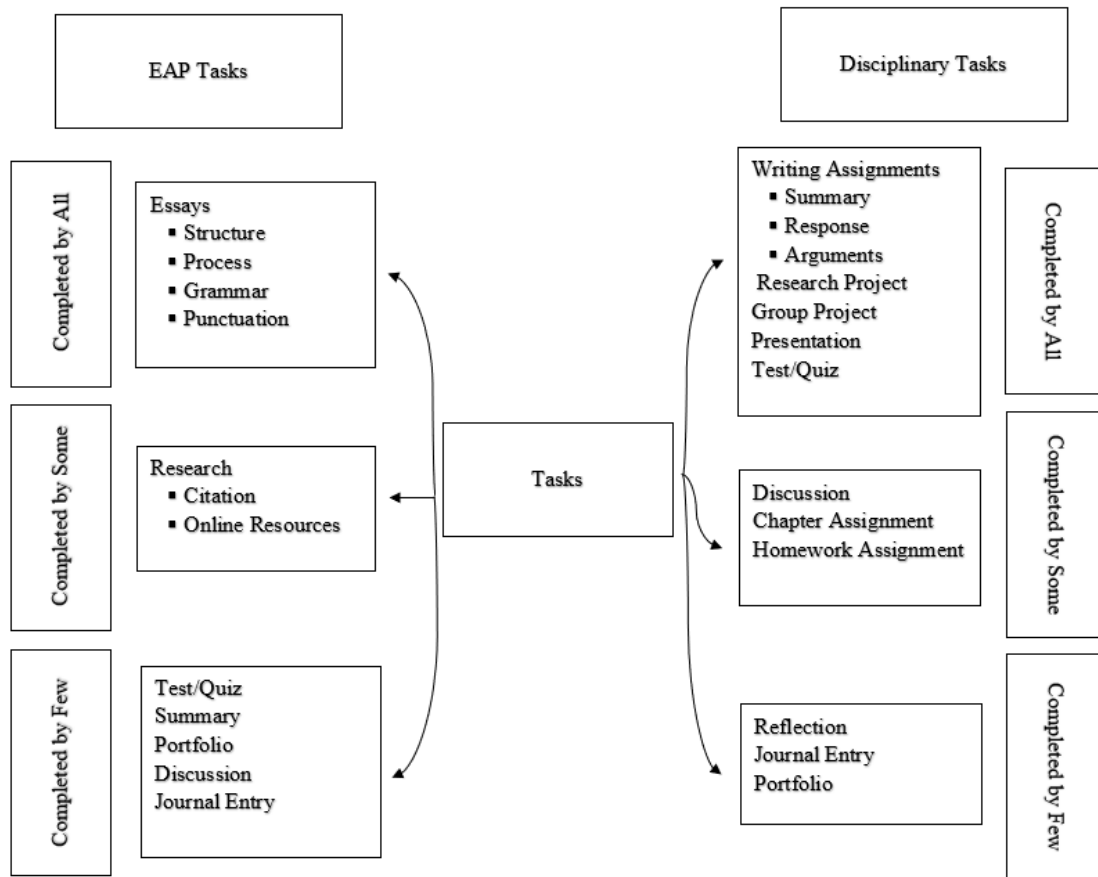 EAP Tasks
Disciplinary Tasks
Completed by All
Essays
▪ Structure
▪ Process
▪ Grammar
▪ Punctuation
Writing Assignments
▪ Summary
▪ Response
▪ Arguments
Research Project
Group Project
Presentation
Test/Quiz
Completed by All
Completed by Some
Research
▪ Citation
▪ Online Resources
Tasks
Discussion
Chapter Assignment
Homework Assignment
Completed by Some
Completed by Few
Test/Quiz
Summary
Portfolio
Discussion
Journal Entry
Reflection
Journal Entry
Portfolio
Completed by Few